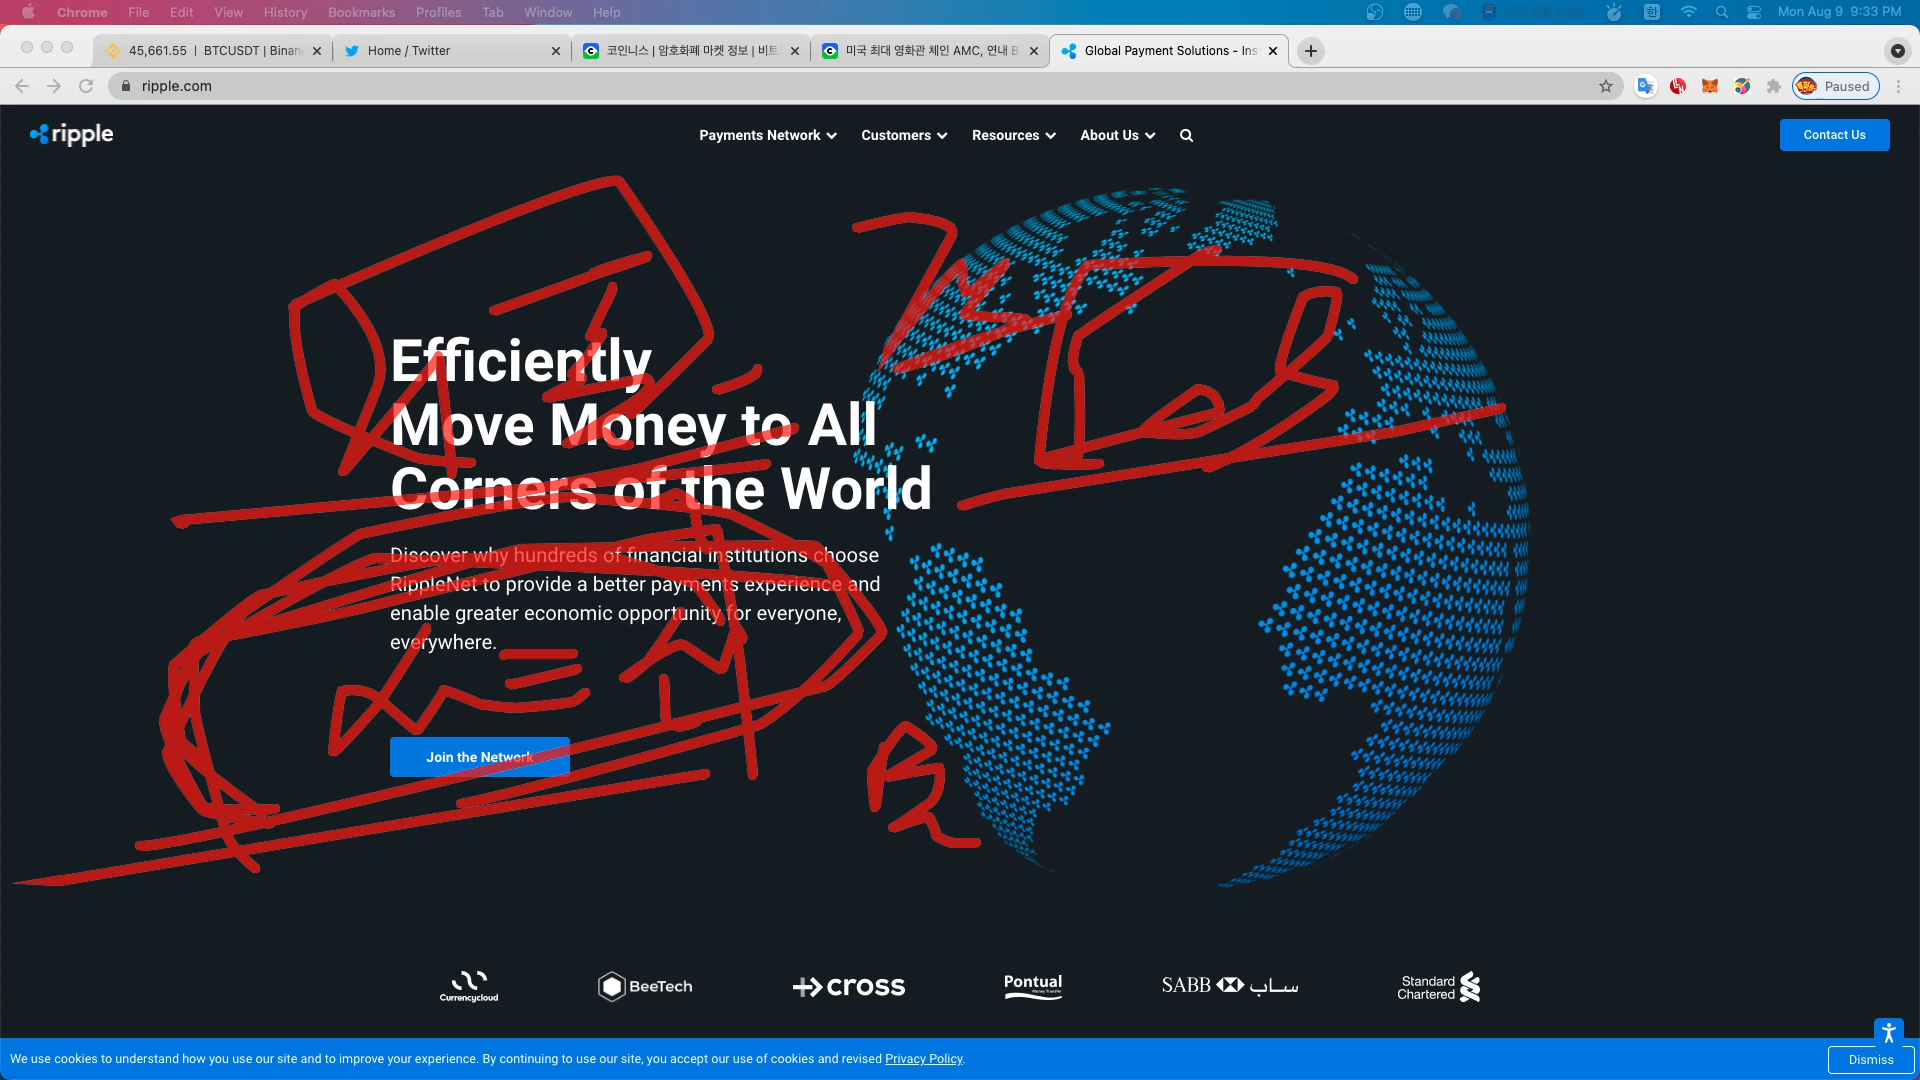 Chrome File Edit View History Bookmarks Profiles Tab Window Help
Mon Aug 9 9:33 PM
45,661.55 | BTCUSDT | Binan
Home / Twitter
코인니스 | 암호화폐 마켓 정보 | 비트
미국 최대 영화관 체인 AMC, 연내 B
Global Payment Solutions - Ins
ripple.com
Paused
ripple
Payments Network
Customers
Resources
About Us
Contact Us
Efficiently
Move Money to All
Corners of the World
Discover why hundreds of financial institutions choose
RippleNet to provide a better payments experience and
enable greater economic opportunity for everyone,
everywhere.
Join the Network
Currencycloud
BeeTech
cross
Pontual
Money Transfer
SABB ساب
Standard
Chartered
We use cookies to understand how you use our site and to improve your experience. By continuing to use our site, you accept our use of cookies and revised Privacy Policy.
Dismiss